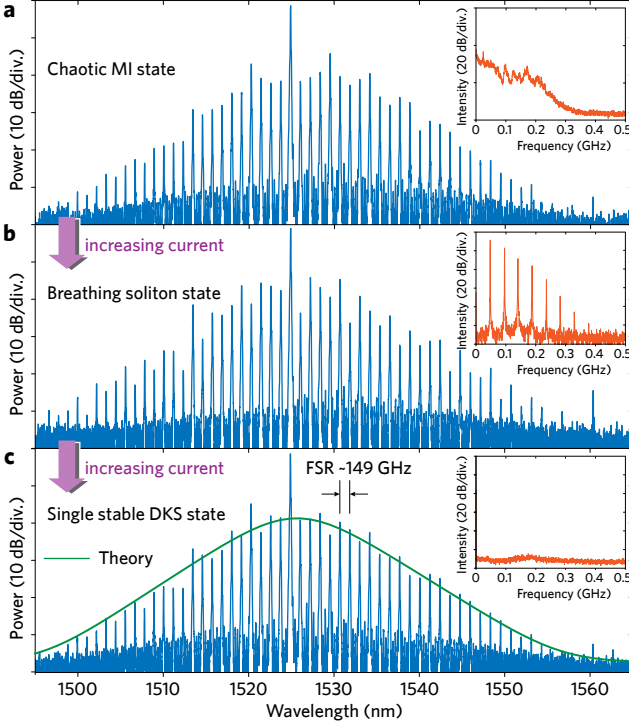 a
Chaotic MI state
Power (10 dB/div.)
Intensity (20 dB/div.)
0 0.1 0.2 0.3 0.4 0.5
Frequency (GHz)
increasing current
b
Breathing soliton state
Power (10 dB/div.)
Intensity (20 dB/div.)
0 0.1 0.2 0.3 0.4 0.5
Frequency (GHz)
increasing current
c
FSR ~149 GHz
Single stable DKS state
Theory
Power (10 dB/div.)
Intensity (20 dB/div.)
0 0.1 0.2 0.3 0.4 0.5
Frequency (GHz)
1500 1510 1520 1530 1540 1550 1560
Wavelength (nm)